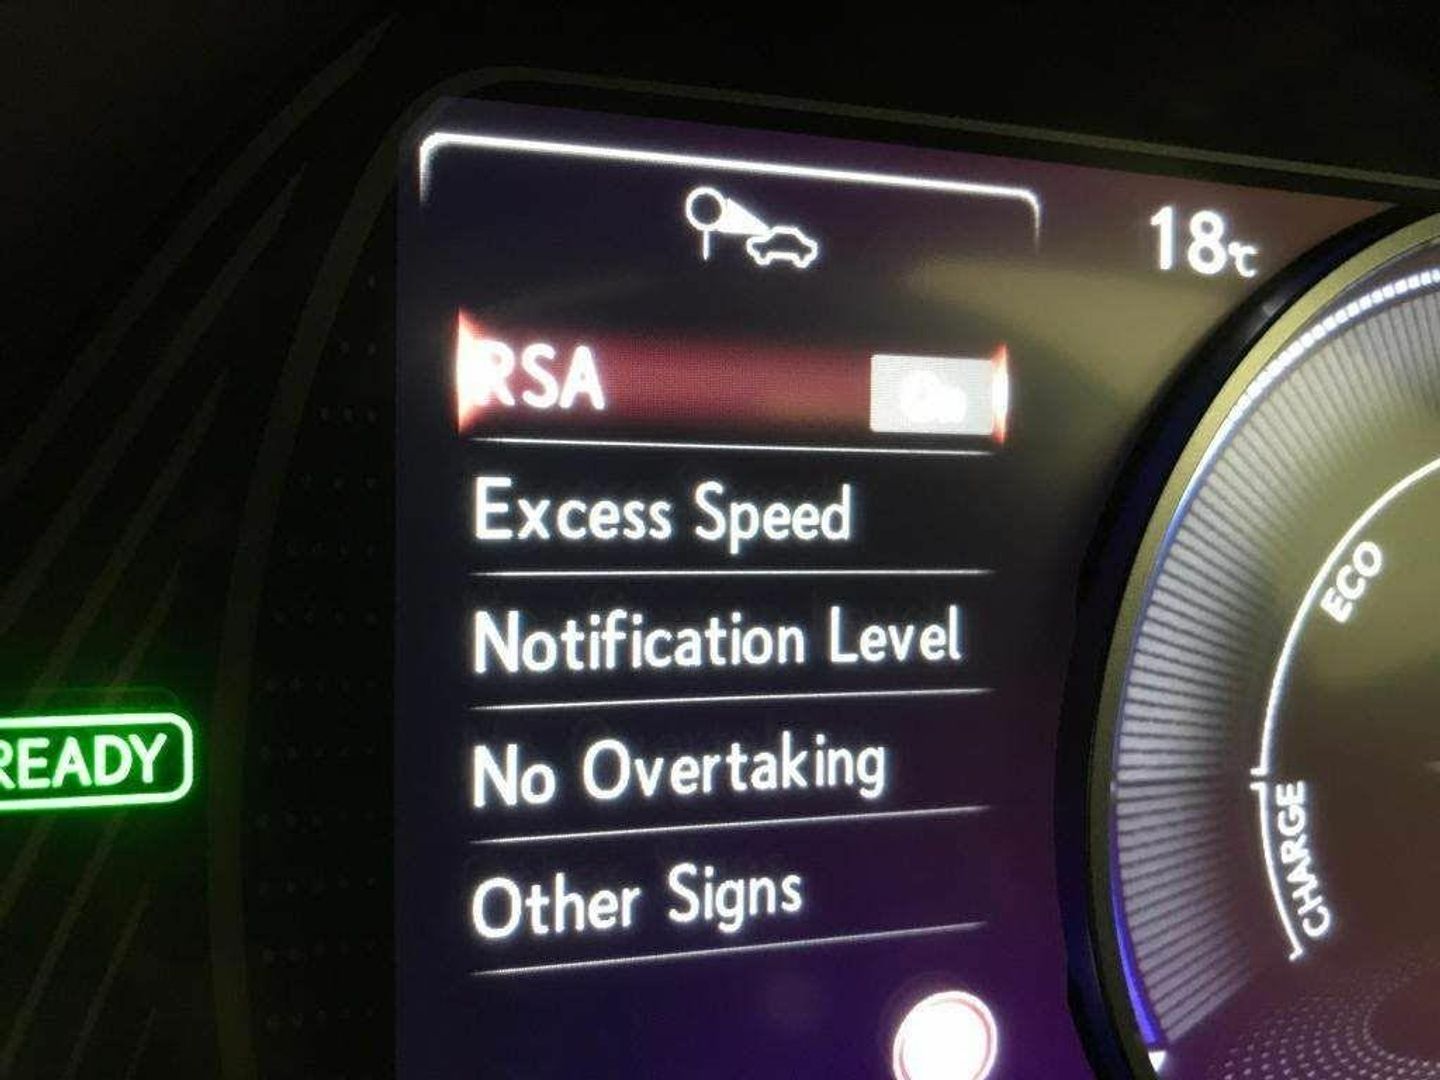 18°C
RSA
Excess Speed
Notification Level
No Overtaking
Other Signs
READY
ECO
CHARGE